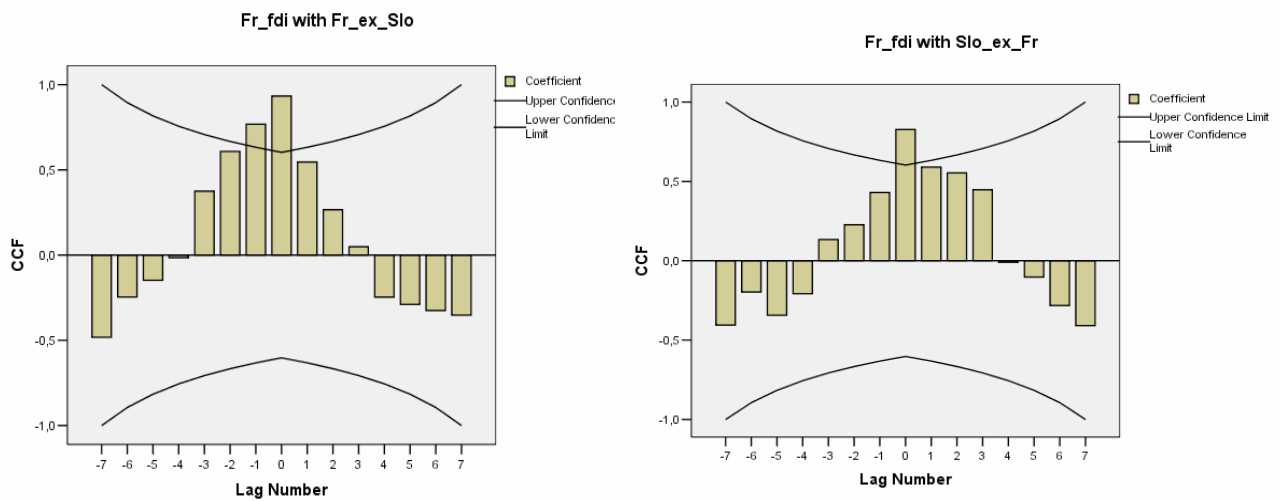 Fr_fdi with Fr_ex_Slo
1,0
0,5
0,0
-0,5
-1,0
CCF
-7 -6 -5 -4 -3 -2 -1 0 1 2 3 4 5 6 7
Lag Number
Coefficient
Upper Confidenc
Lower Confidenc
Limit
Fr_fdi with Slo_ex_Fr
1,0
0,5
0,0
-0,5
-1,0
CCF
-7 -6 -5 -4 -3 -2 -1 0 1 2 3 4 5 6 7
Lag Number
Coefficient
Upper Confidence Limit
Lower Confidence
Limit